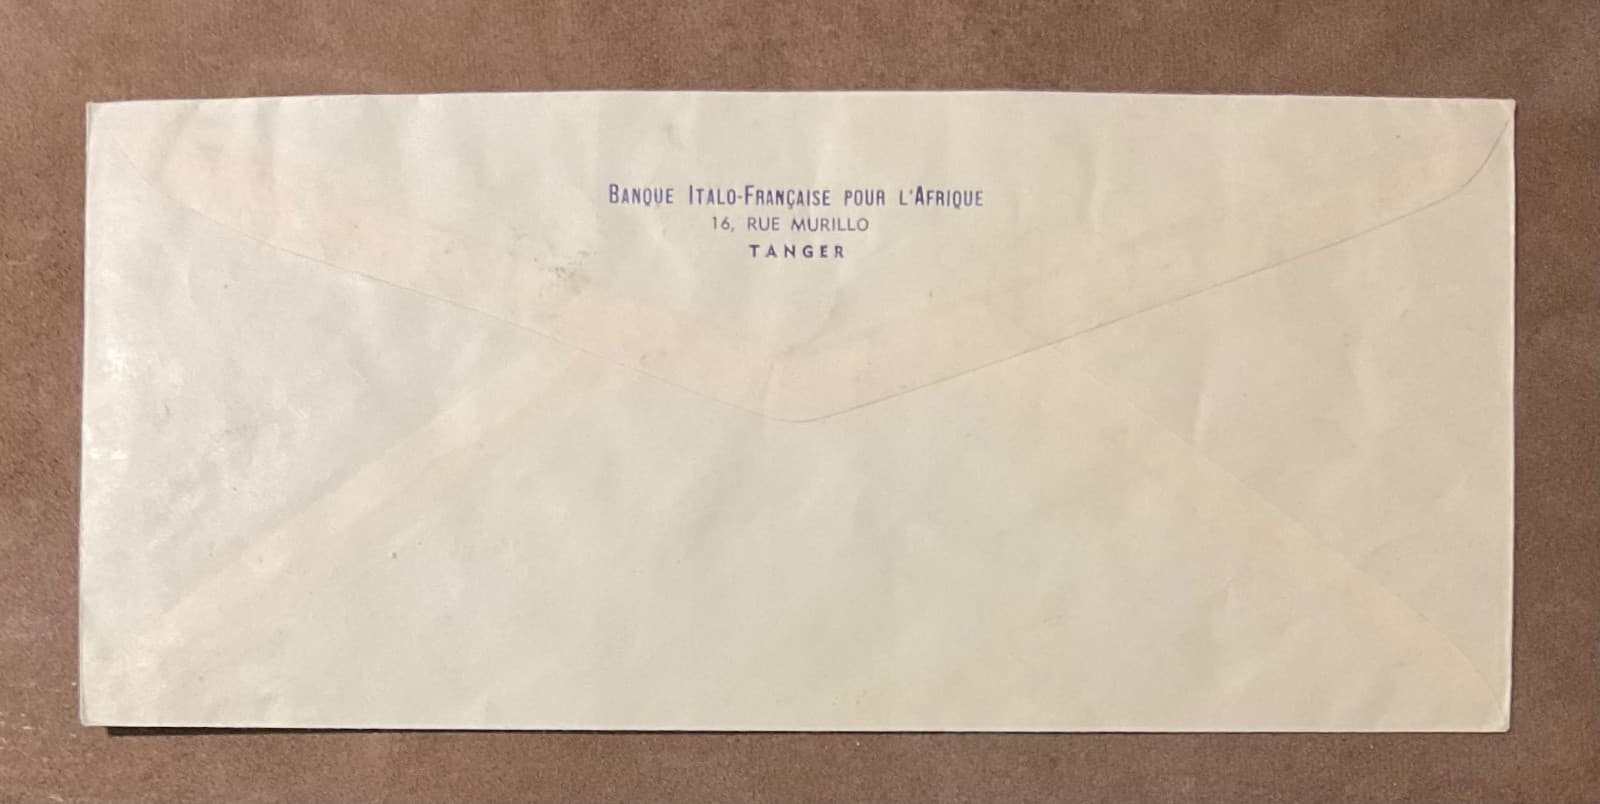 Banque Italo-Française pour l'Afrique
16, RUE MURILLO
TANGER